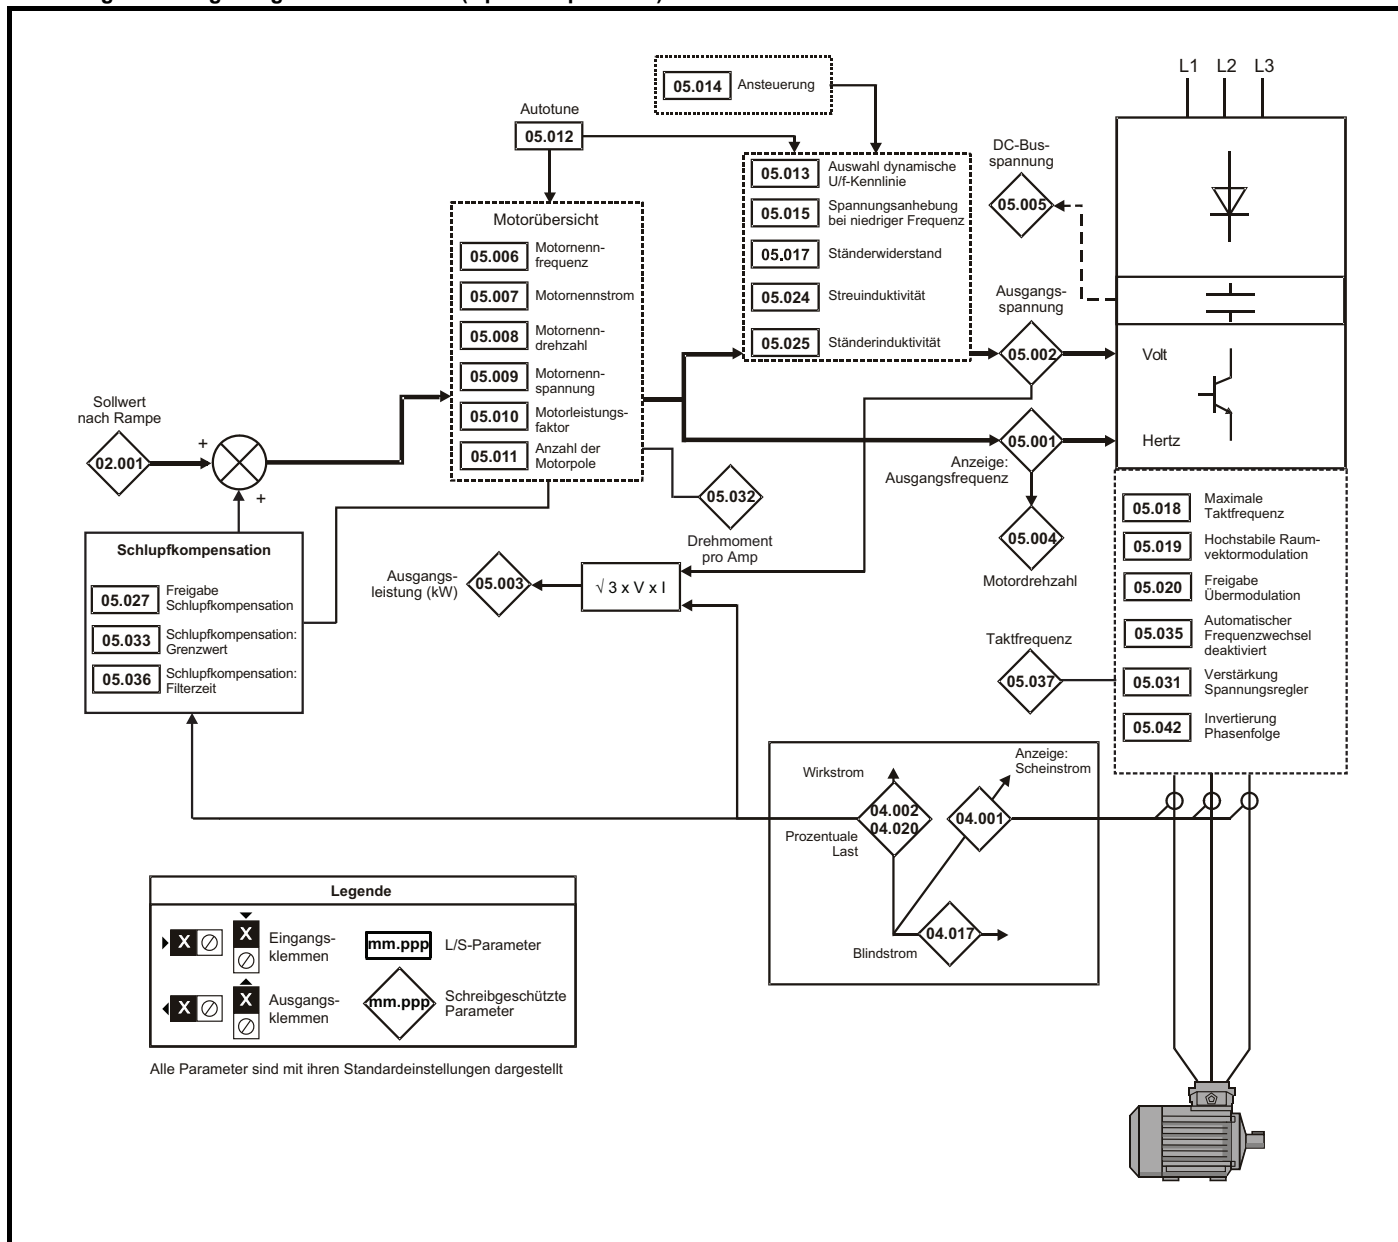 05.014 Ansteuerung
L1 L2 L3
Autotune
05.012
DC-Bus-
spannung
05.005
05.013 Auswahl dynamische
U/f-Kennlinie
05.015 Spannungsanhebung
bei niedriger Frequenz
05.017 Ständerwiderstand
05.024 Streuinduktivität
05.025 Ständerinduktivität
Motorübersicht
05.006 Motornenn-
frequenz
05.007 Motornennstrom
05.008 Motornenn-
drehzahl
05.009 Motornenn-
spannung
05.010 Motorleistungs-
faktor
05.011 Anzahl der
Motorpole
Ausgangs-
spannung
05.002
Volt
Hertz
05.001
Anzeige:
Ausgangsfrequenz
05.004
Motordrehzahl
Sollwert
nach Rampe
02.001
+
+
05.032
Drehmoment
pro Amp
Schlupfkompensation
05.027 Freigabe
Schlupfkompensation
05.033 Schlupfkompensation:
Grenzwert
05.036 Schlupfkompensation:
Filterzeit
Ausgangs-
leistung (kW)
05.003
√ 3 x V x I
05.018 Maximale
Taktfrequenz
05.019 Hochstabile Raum-
vektormodulation
05.020 Freigabe
Übermodulation
05.035 Automatischer
Frequenzwechsel
deaktiviert
05.031 Verstärkung
Spannungsregler
05.042 Invertierung
Phasenfolge
Taktfrequenz
05.037
Wirkstrom
Anzeige:
Scheinstrom
04.002
04.020
04.001
Prozentuale
Last
04.017
Blindstrom
Legende
X X Eingangs-
klemmen
mm.ppp L/S-Parameter
X X Ausgangs-
klemmen
mm.ppp Schreibgeschützte
Parameter
Alle Parameter sind mit ihren Standardeinstellungen dargestellt